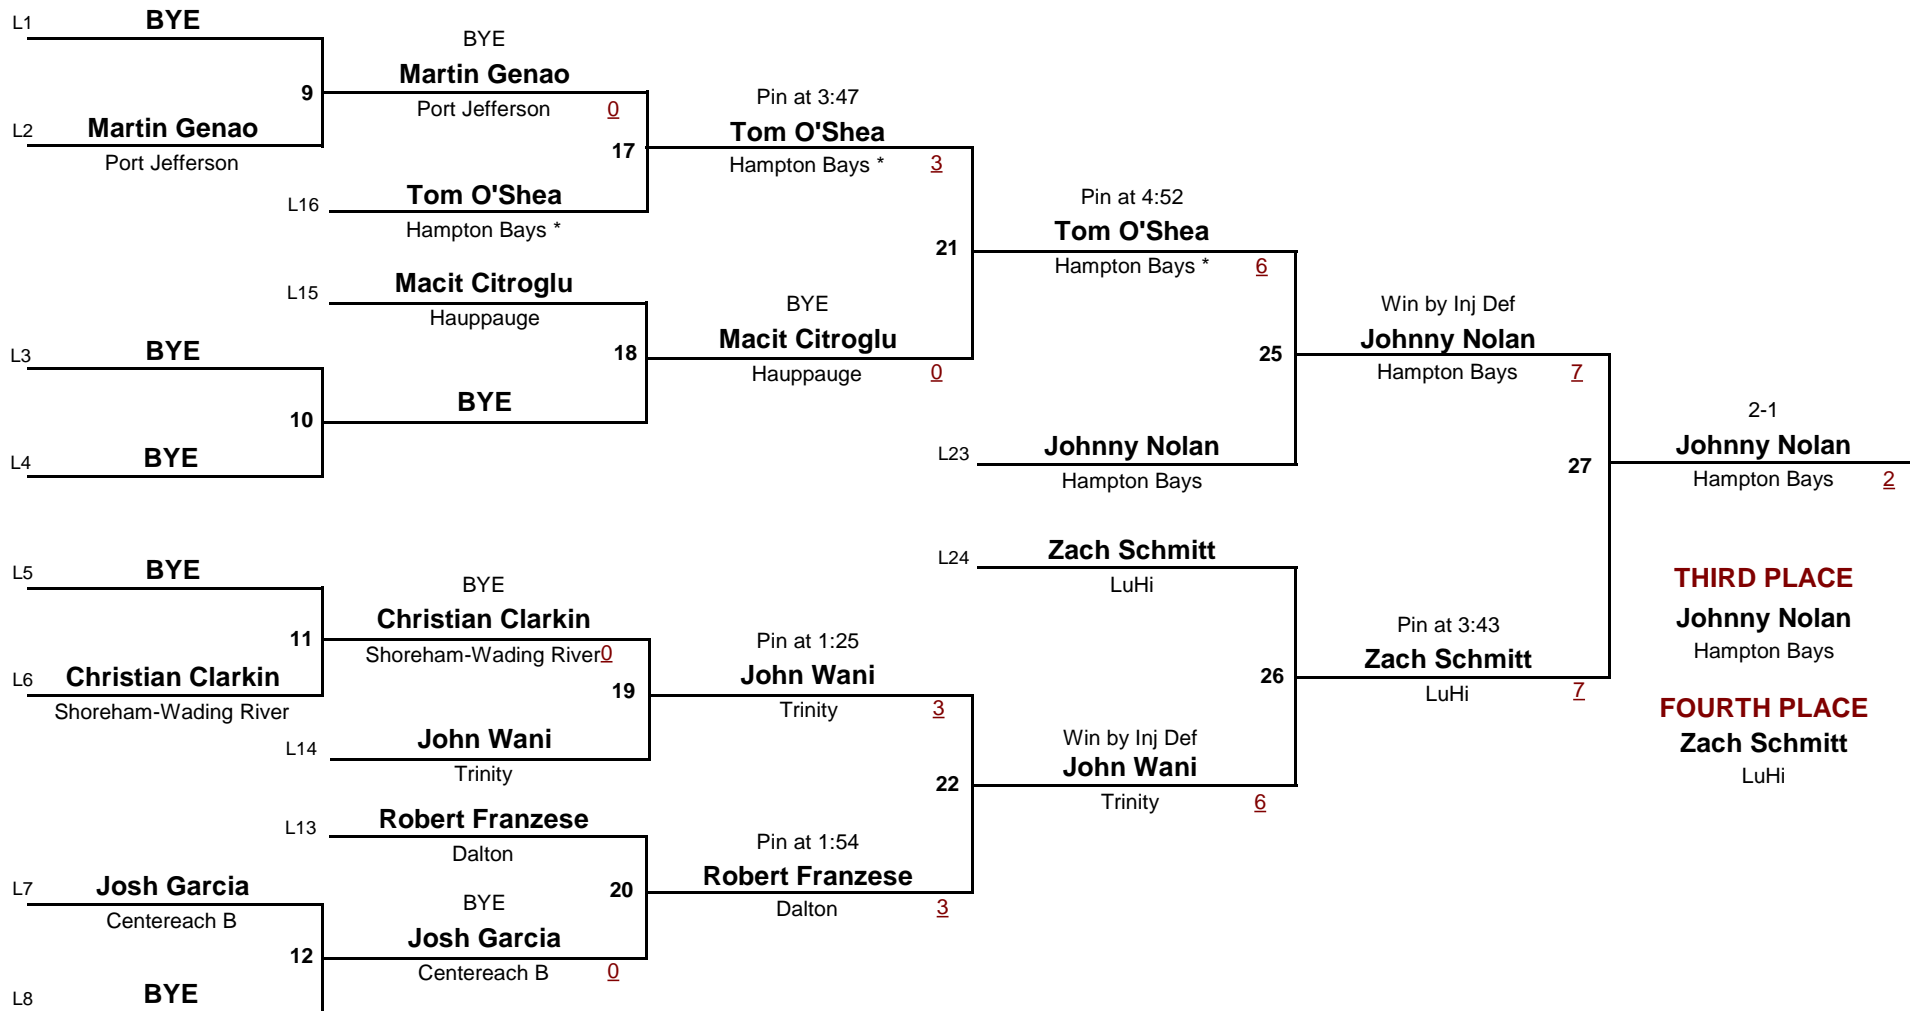 L1 BYE
BYE
Martin Genao
9
Port Jefferson 0
L2 Martin Genao
Port Jefferson
Pin at 3:47
Tom O'Shea
17
Hampton Bays * 3
L16 Tom O'Shea
Hampton Bays *
Pin at 4:52
Tom O'Shea
21
Hampton Bays * 6
L15 Macit Citroglu
Hauppauge
BYE
Macit Citroglu
18
Hauppauge 0
L3 BYE
10
BYE
L4 BYE
Win by Inj Def
Johnny Nolan
25
Hampton Bays 7
L23 Johnny Nolan
Hampton Bays
2-1
Johnny Nolan
27
Hampton Bays 2
L5 BYE
BYE
Christian Clarkin
11
Shoreham-Wading River 0
L6 Christian Clarkin
Shoreham-Wading River
L24 Zach Schmitt
LuHi
THIRD PLACE
Johnny Nolan
Hampton Bays
Pin at 1:25
John Wani
19
Trinity 3
L14 John Wani
Trinity
Pin at 3:43
Zach Schmitt
26
LuHi 7
FOURTH PLACE
Zach Schmitt
LuHi
Win by Inj Def
John Wani
22
Trinity 6
L13 Robert Franzese
Dalton
Pin at 1:54
Robert Franzese
20
Dalton 3
L7 Josh Garcia
Centereach B
BYE
Josh Garcia
12
Centereach B 0
L8 BYE